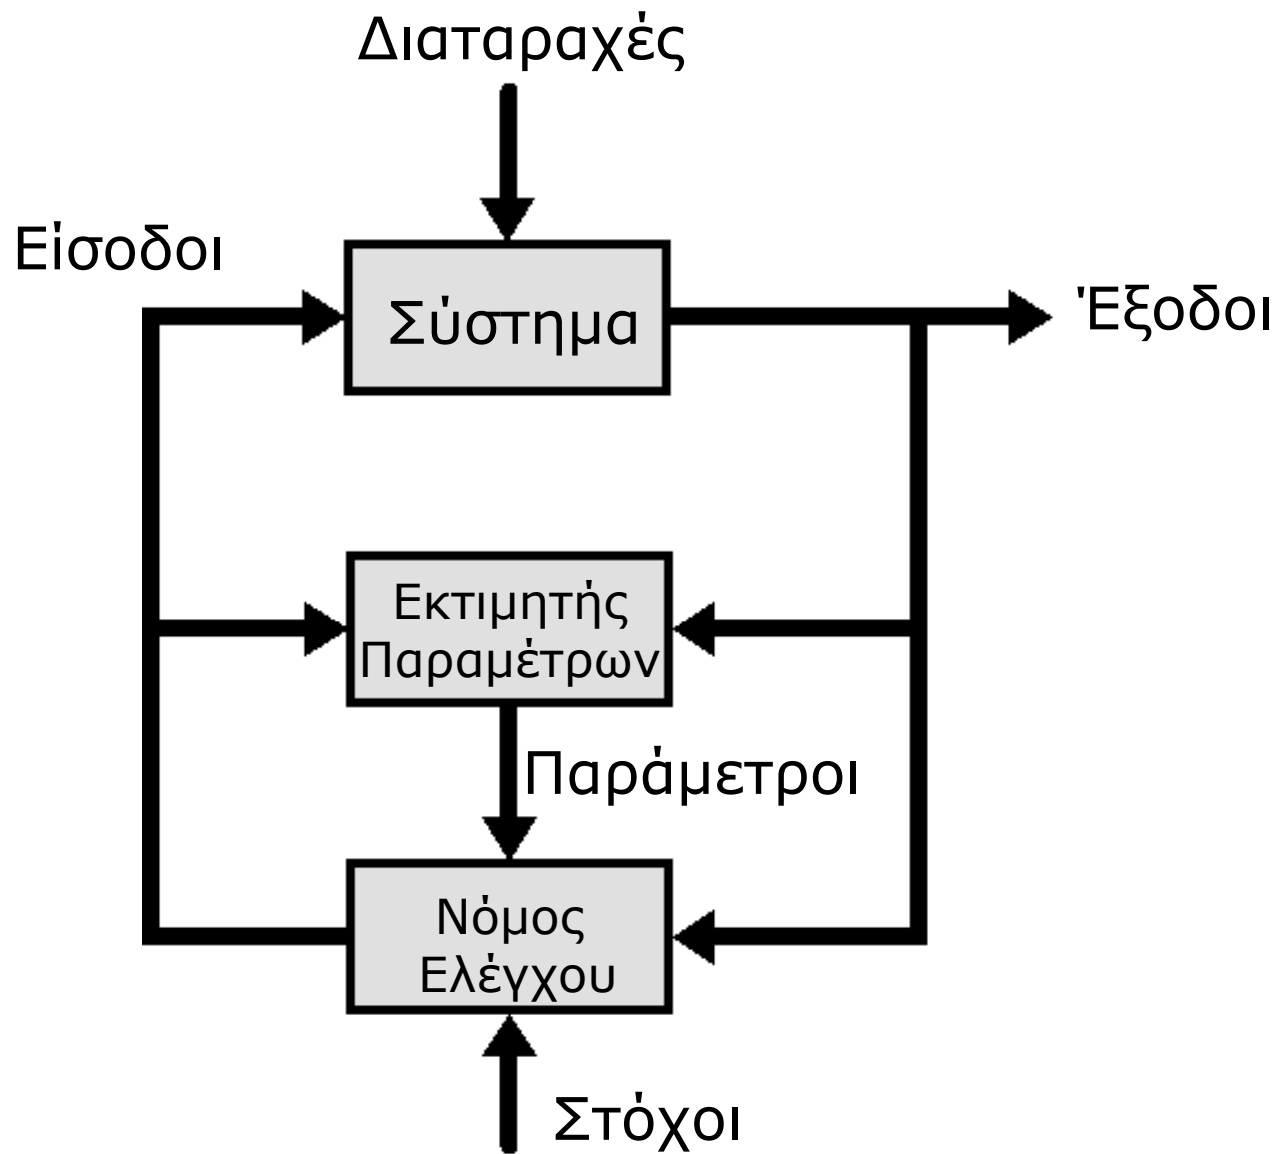 Διαταραχές
Είσοδοι
Σύστημα
Έξοδοι
Εκτιμητής
Παραμέτρων
Παράμετροι
Νόμος
Ελέγχου
Στόχοι